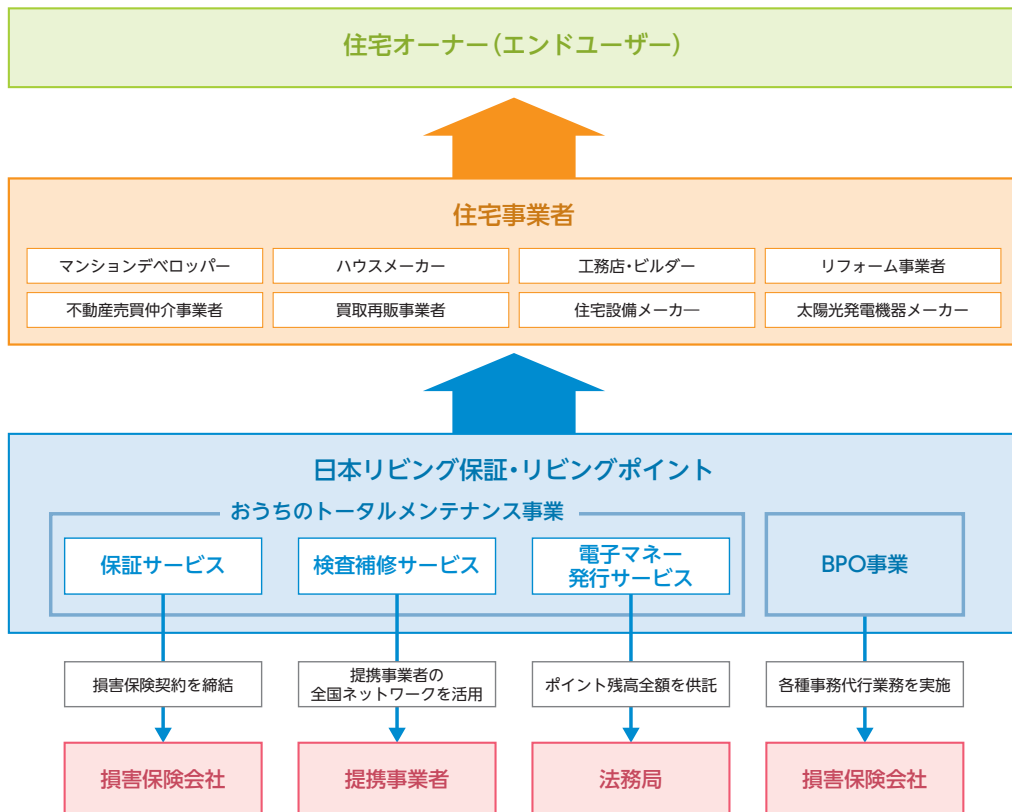 住宅オーナー（エンドユーザー）
住宅事業者
マンションデベロッパー
ハウスメーカー
工務店・ビルダー
リフォーム事業者
不動産売買仲介事業者
買取再販事業者
住宅設備メーカー
太陽光発電機器メーカー
日本リビング保証・リビングポイント
おうちのトータルメンテナンス事業
保証サービス
検査補修サービス
電子マネー
発行サービス
BPO事業
損害保険契約を締結
提携事業者の
全国ネットワークを活用
ポイント残高全額を供託
各種事務代行業務を実施
損害保険会社
提携事業者
法務局
損害保険会社